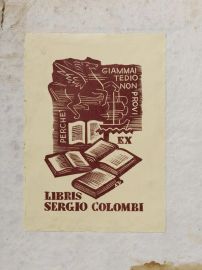 PERCHE'
GIAMMAI
TEDIO
NON PROVI
EX
LIBRIS
SERGIO COLOMBI